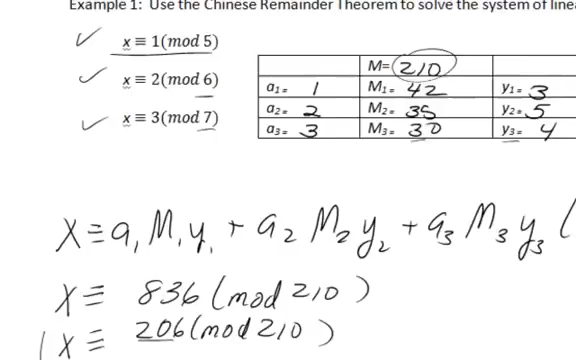 Example 1: Use the Chinese Remainder Theorem to solve the system of linea
x ≡ 1(mod 5)
x ≡ 2(mod 6)
x ≡ 3(mod 7)
M= 210
a₁= 1 M₁= 42 y₁= 3
a₂= 2 M₂= 35 y₂= 5
a₃= 3 M₃= 30 y₃= 4
X ≡ a₁ M₁ y₁ + a₂ M₂ y₂ + a₃ M₃ y₃ (
X ≡ 836 (mod 210)
X ≡ 206 (mod 210)